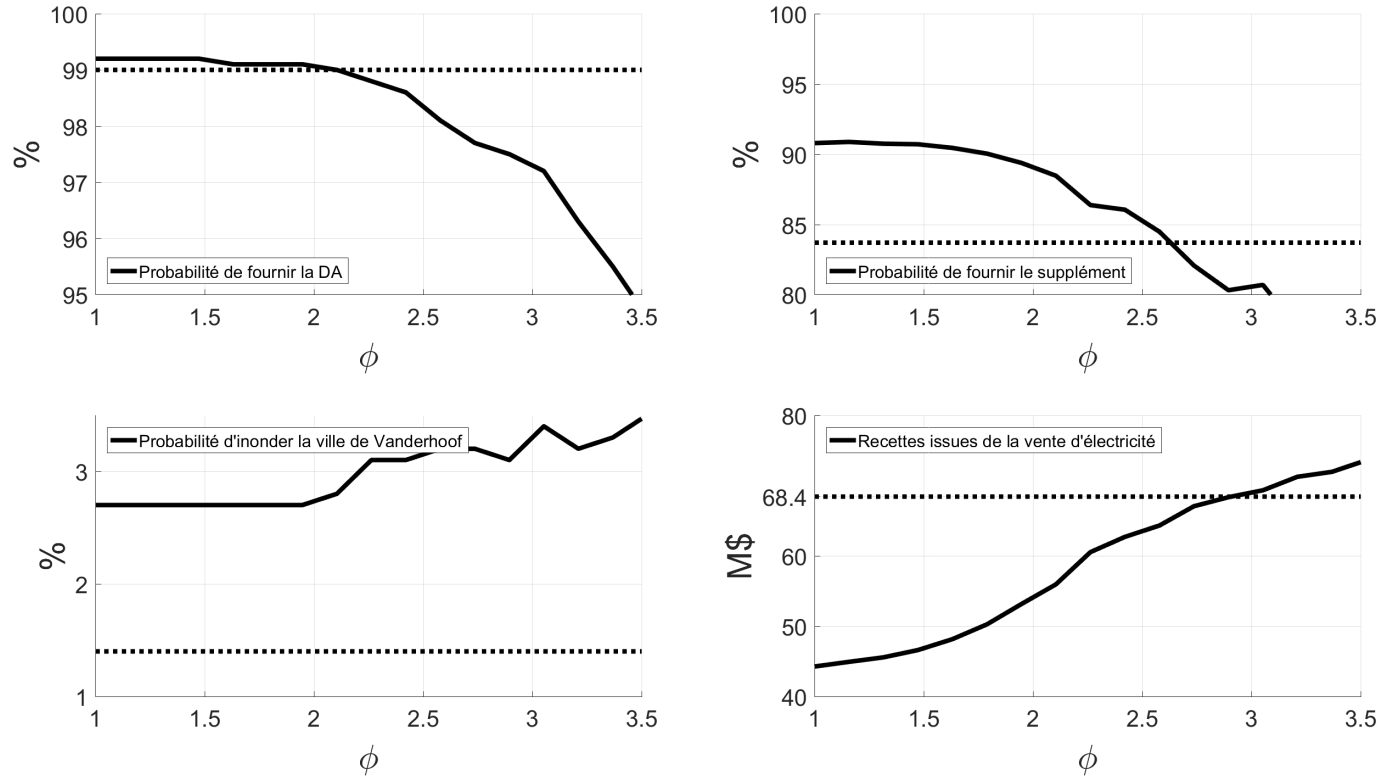 100
99
98
97
96
95
%
Probabilité de fournir la DA
1 1.5 2 2.5 3 3.5
ϕ
100
95
90
85
80
%
Probabilité de fournir le supplément
1 1.5 2 2.5 3 3.5
ϕ
3
2
1
%
Probabilité d'inonder la ville de Vanderhoof
1 1.5 2 2.5 3 3.5
ϕ
80
68.4
60
50
40
M$
Recettes issues de la vente d'électricité
1 1.5 2 2.5 3 3.5
ϕ